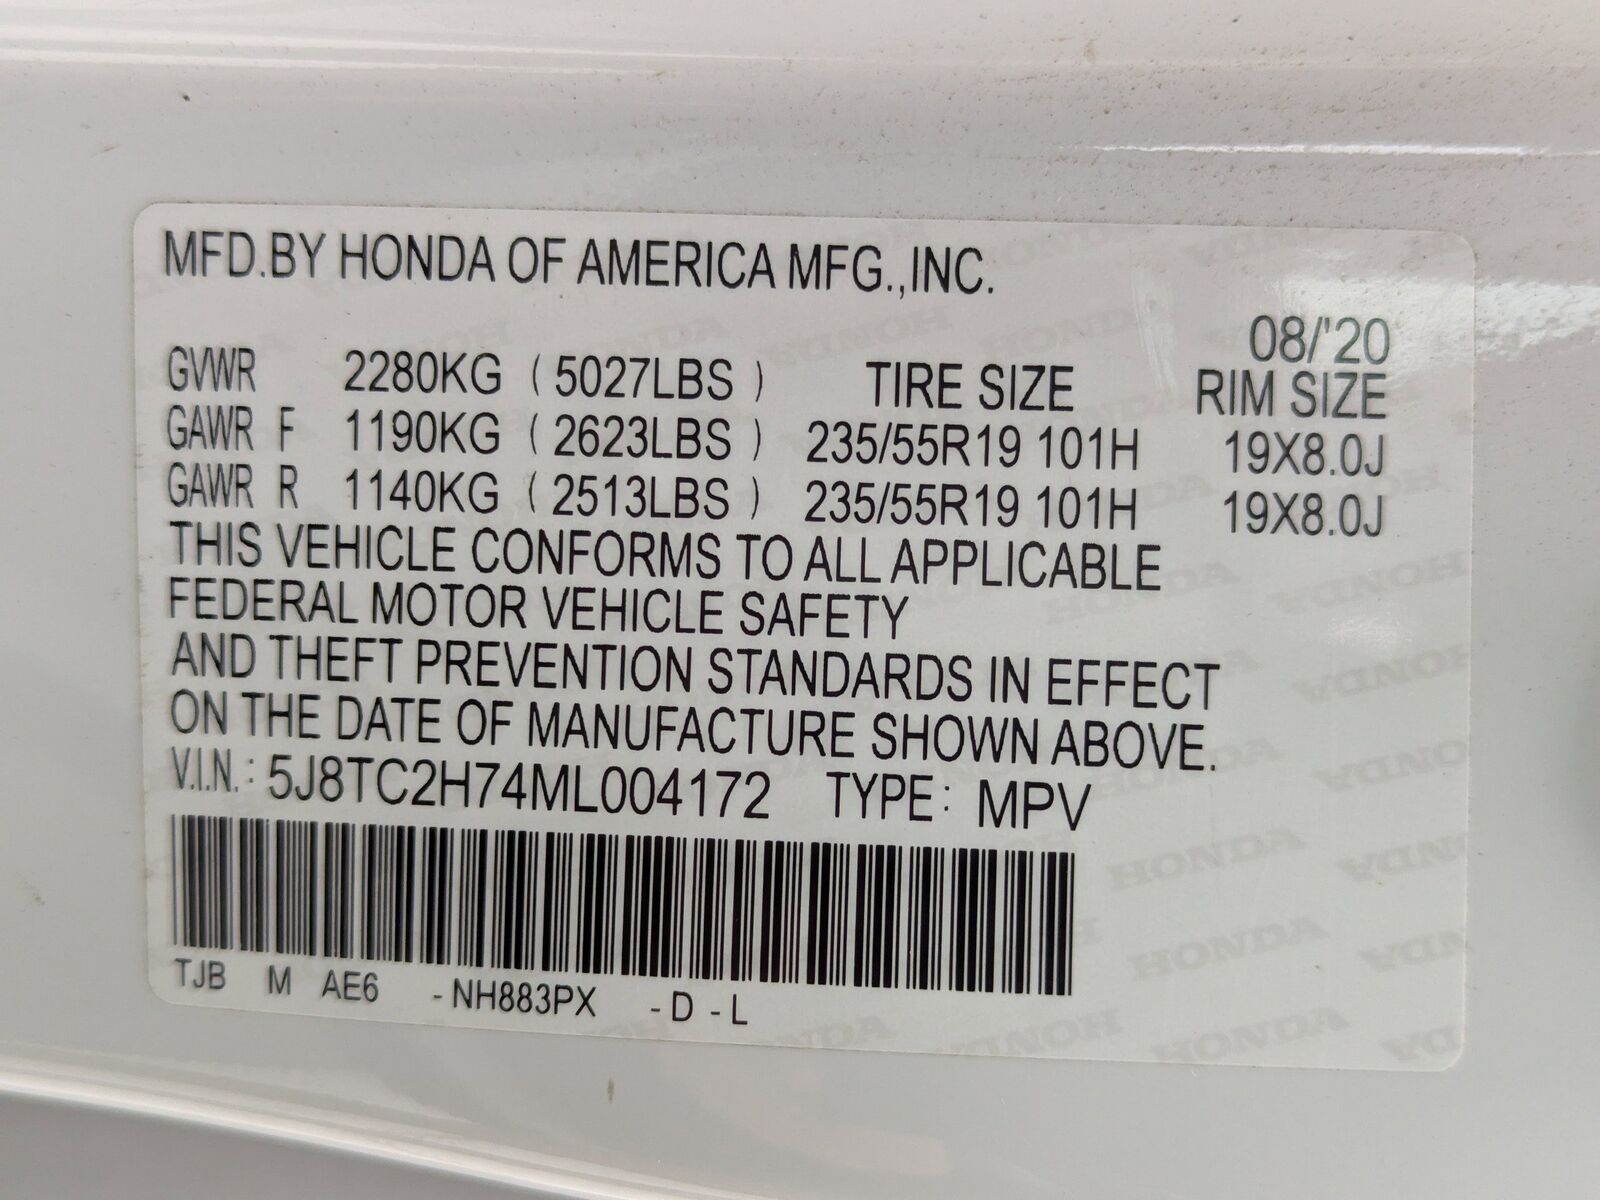 MFD.BY HONDA OF AMERICA MFG.,INC.
08/'20
GVWR 2280KG (5027LBS) TIRE SIZE RIM SIZE
GAWR F 1190KG (2623LBS) 235/55R19 101H 19X8.0J
GAWR R 1140KG (2513LBS) 235/55R19 101H 19X8.0J
THIS VEHICLE CONFORMS TO ALL APPLICABLE
FEDERAL MOTOR VEHICLE SAFETY
AND THEFT PREVENTION STANDARDS IN EFFECT
ON THE DATE OF MANUFACTURE SHOWN ABOVE.
V.I.N.: 5J8TC2H74ML004172 TYPE: MPV
TJB M AE6 -NH883PX -D -L